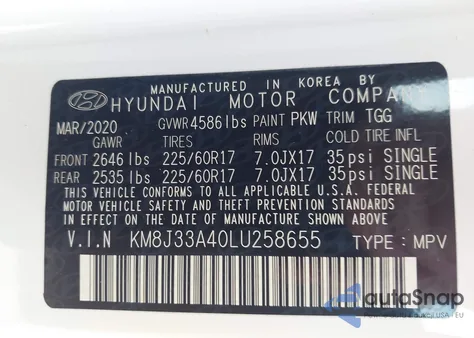 MANUFACTURED IN KOREA BY
HYUNDAI MOTOR COMPANY
MAR/2020 GVWR 4586lbs PAINT PKW TRIM TGG
GAWR TIRES RIMS COLD TIRE INFL
FRONT 2646 lbs 225/60R17 7.0JX17 35psi SINGLE
REAR 2535 lbs 225/60R17 7.0JX17 35psi SINGLE
THIS VEHICLE CONFORMS TO ALL APPLICABLE U.S.A. FEDERAL
MOTOR VEHICLE SAFETY THEFT PREVENTION STANDARDS
IN EFFECT ON THE DATE OF MANUFACTURE SHOWN ABOVE.
V.I.N KM8J33A40LU258655 TYPE: MPV
autoSnap